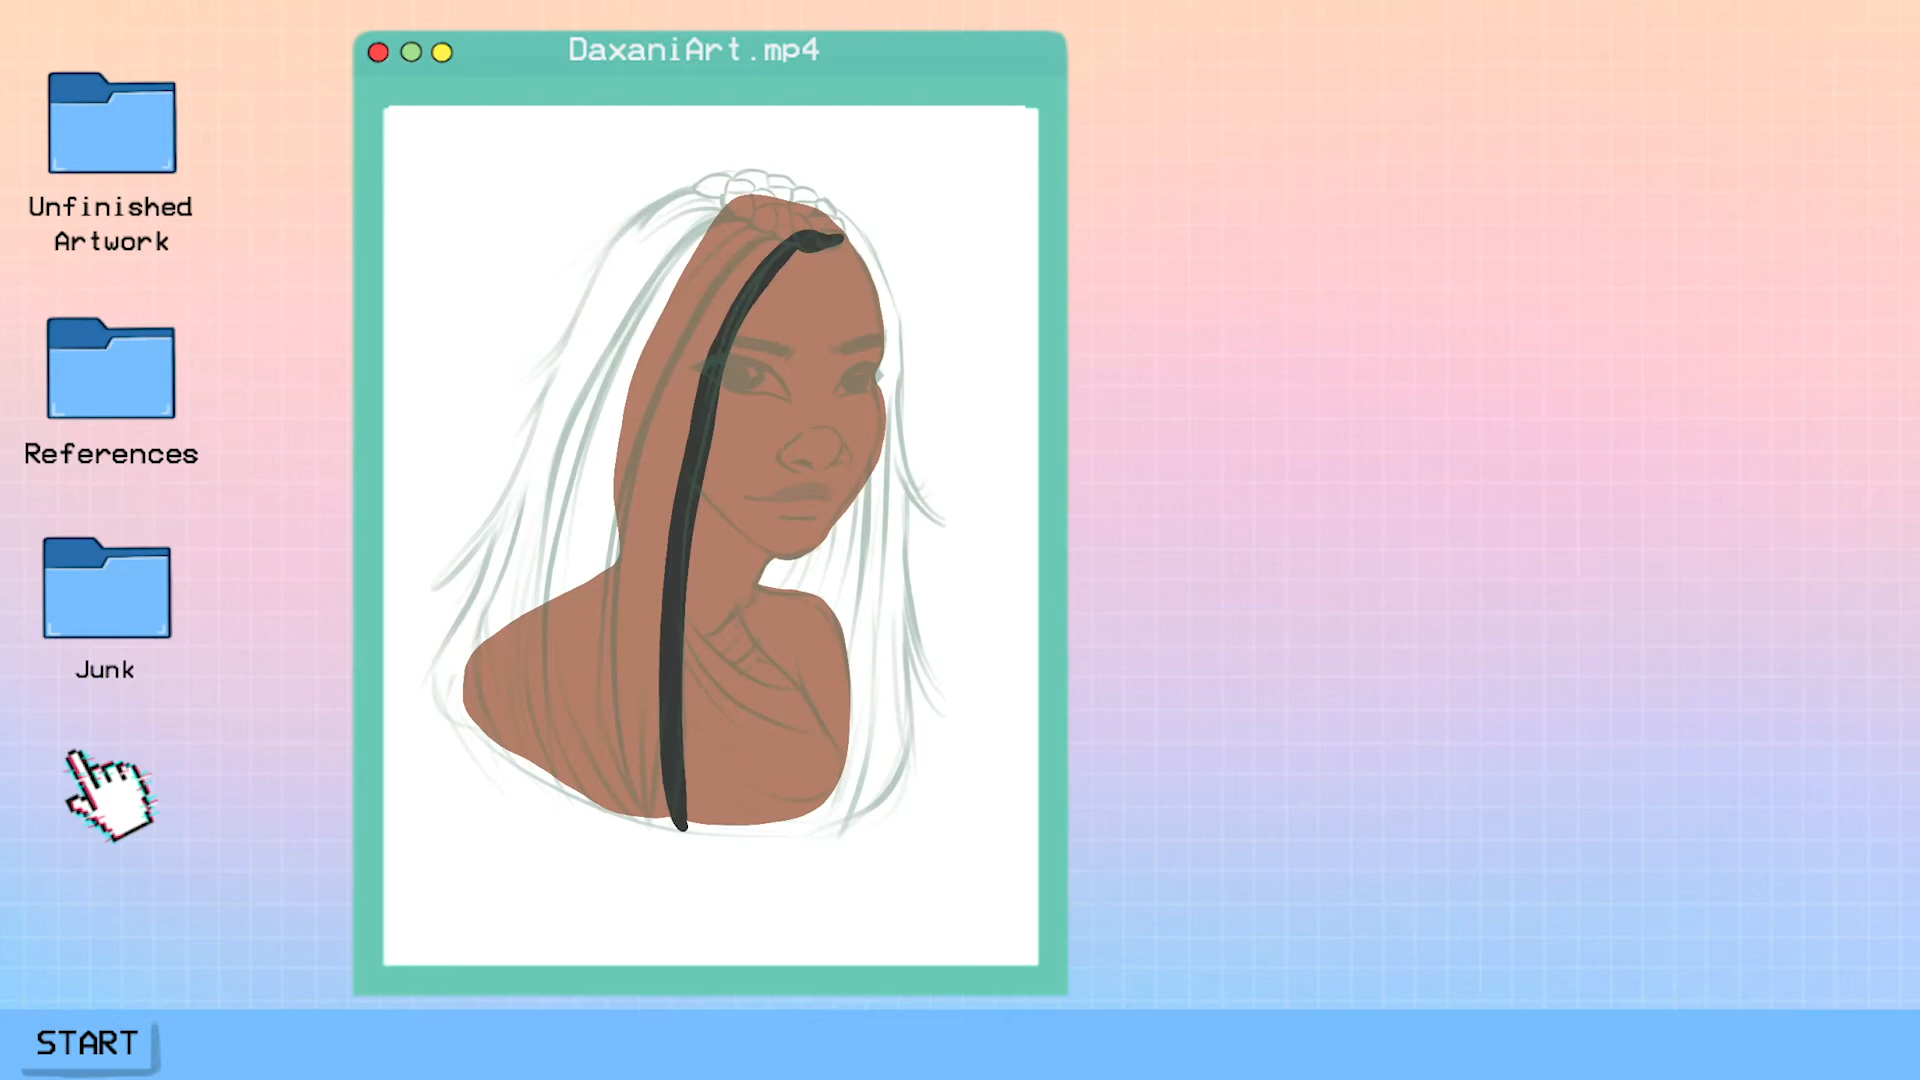 DaxaniArt.mp4
Unfinished
Artwork
References
Junk
START